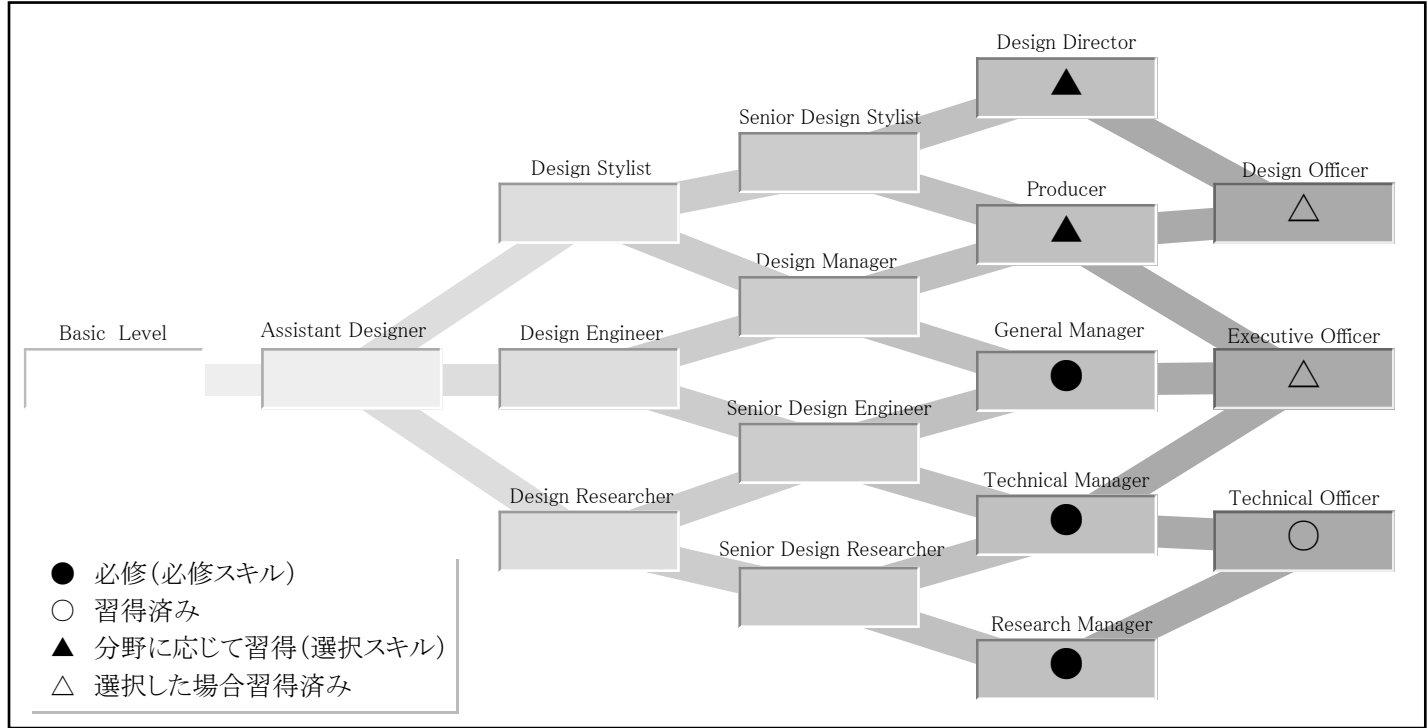 Design Director
▲
Senior Design Stylist
Design Stylist
Producer
▲
Design Officer
△
Design Manager
Basic Level
Assistant Designer
Design Engineer
General Manager
●
Executive Officer
△
Senior Design Engineer
Design Researcher
Technical Manager
●
Technical Officer
○
Senior Design Researcher
Research Manager
●
● 必修(必修スキル)
○ 習得済み
▲ 分野に応じて習得(選択スキル)
△ 選択した場合習得済み